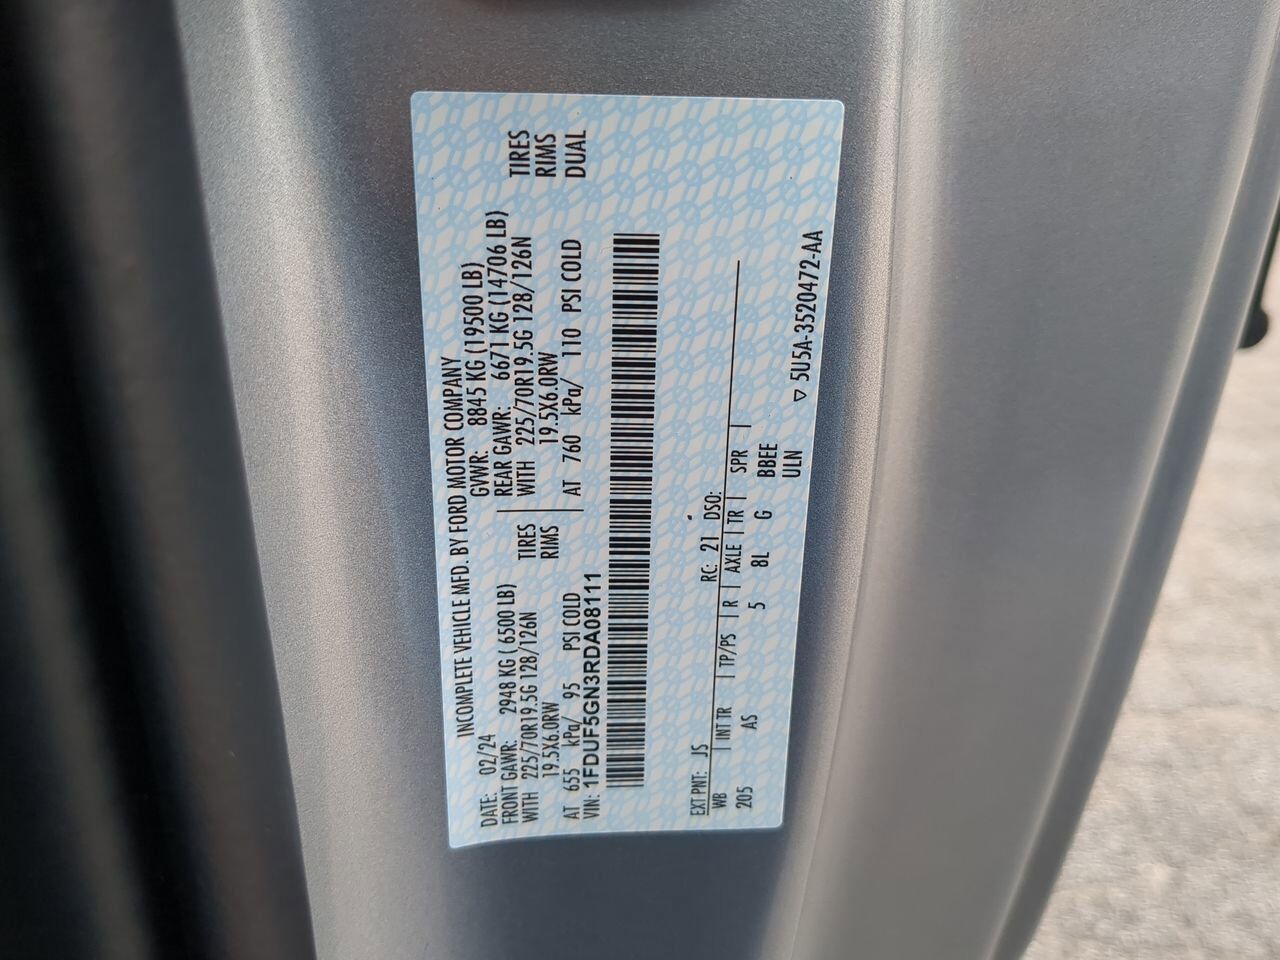 INCOMPLETE VEHICLE MFD. BY FORD MOTOR COMPANY
DATE: 02/24 GVWR: 8845 KG (19500 LB)
FRONT GAWR: 2948 KG ( 6500 LB) REAR GAWR: 6671 KG (14706 LB)
WITH 225/70R19.5G 128/126N TIRES WITH 225/70R19.5G 128/126N TIRES
19.5X6.0RW RIMS 19.5X6.0RW RIMS
AT 655 kPa/ 95 PSI COLD AT 760 kPa/ 110 PSI COLD DUAL
VIN: 1FDUF5GN3RDA08111
EXT PNT: JS RC: 21 DSO:
WB INT TR TP/PS R AXLE TR SPR
205 AS 5 8L G BBEE
ULN
▽ 5U5A-3520472-AA